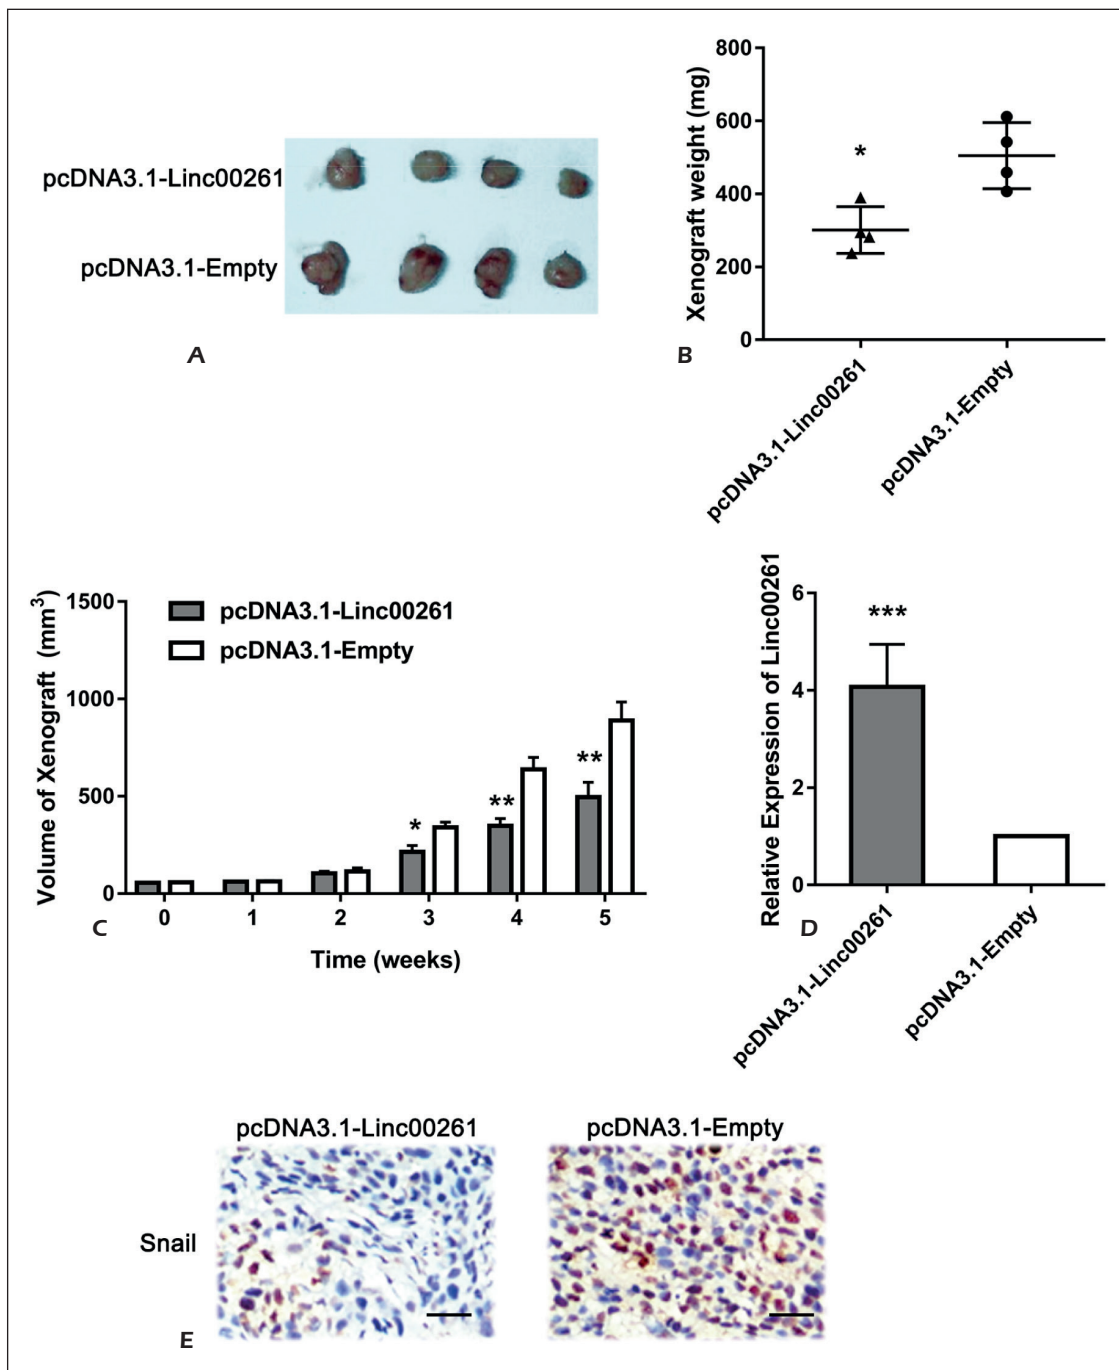 pcDNA3.1-Linc00261
pcDNA3.1-Empty
A
Xenograft weight (mg)
800
600
400
200
0
*
pcDNA3.1-Linc00261
pcDNA3.1-Empty
B
Volume of Xenograft (mm³)
1500
1000
500
0
pcDNA3.1-Linc00261
pcDNA3.1-Empty
*
**
**
0 1 2 3 4 5
Time (weeks)
C
Relative Expression of Linc00261
6
4
2
0
***
pcDNA3.1-Linc00261
pcDNA3.1-Empty
D
pcDNA3.1-Linc00261 pcDNA3.1-Empty
Snail
E